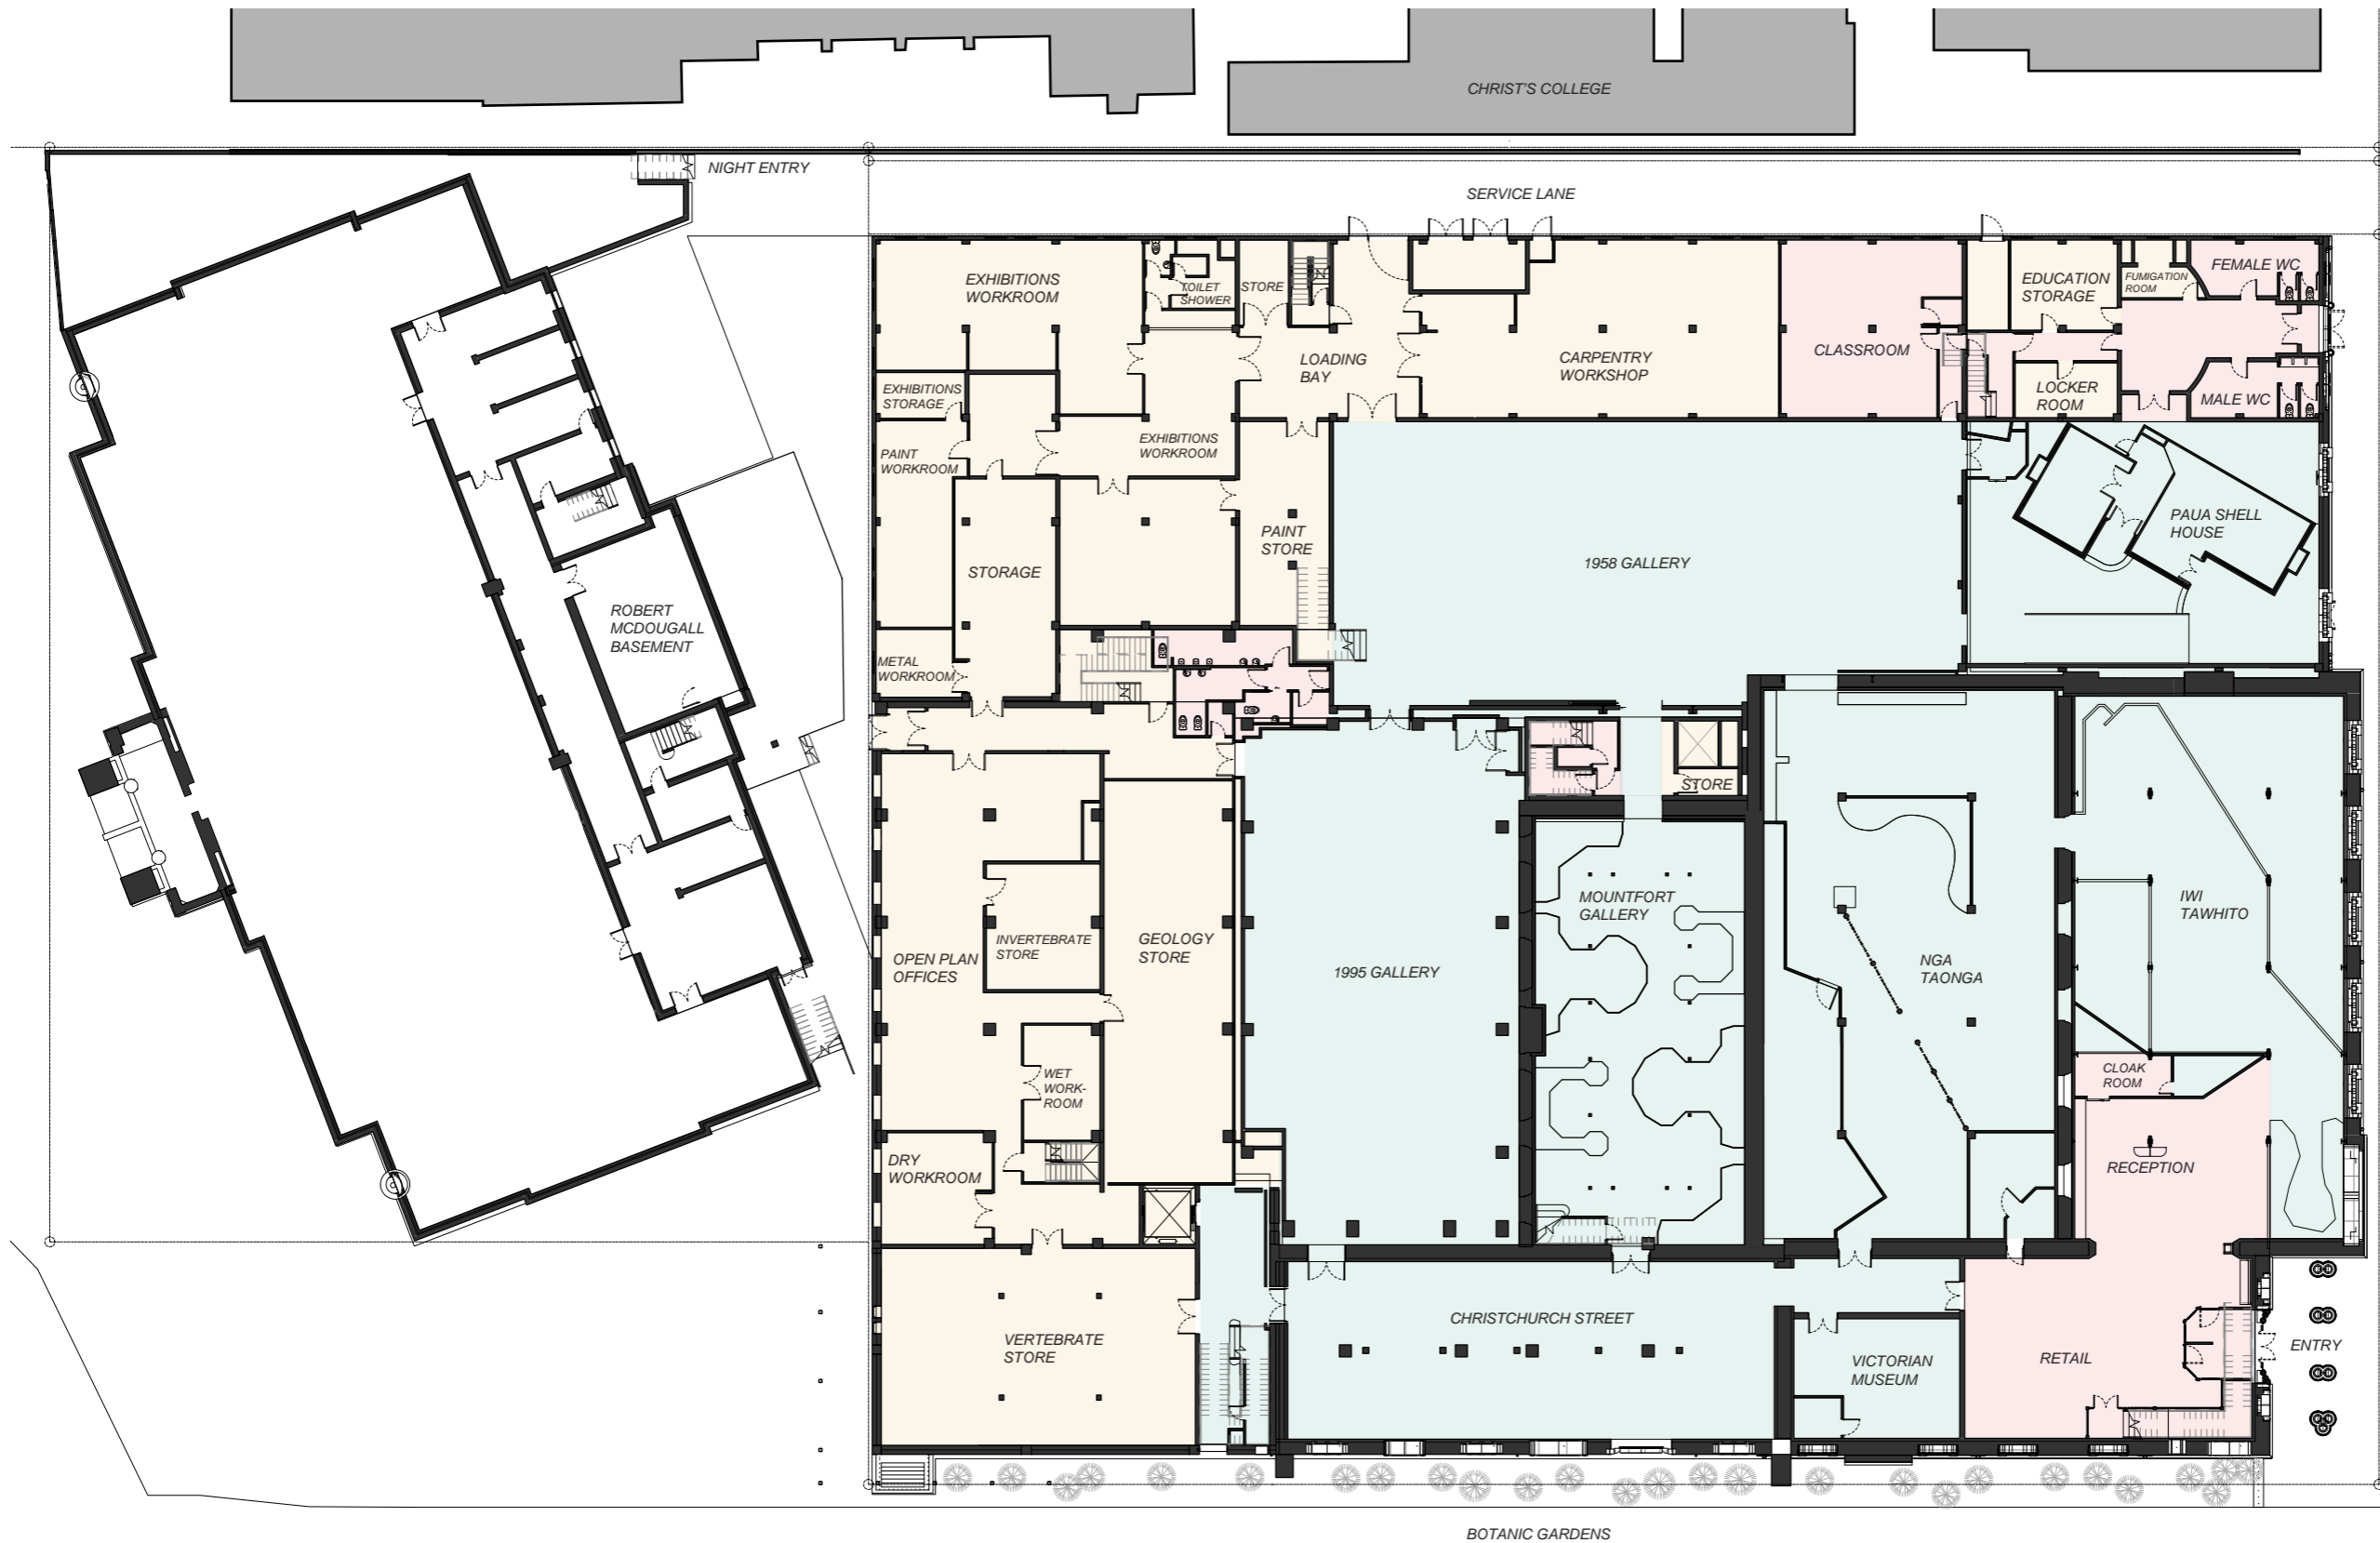 CHRIST'S COLLEGE
NIGHT ENTRY
SERVICE LANE
EXHIBITIONS
WORKROOM
TOILET
SHOWER
STORE
LOADING
BAY
CARPENTRY
WORKSHOP
CLASSROOM
EDUCATION
STORAGE
FUMIGATION
ROOM
FEMALE WC
LOCKER
ROOM
MALE WC
EXHIBITIONS
STORAGE
PAINT
WORKROOM
EXHIBITIONS
WORKROOM
STORAGE
PAINT
STORE
1958 GALLERY
PAUA SHELL
HOUSE
ROBERT
MCDOUGALL
BASEMENT
METAL
WORKROOM
STORE
OPEN PLAN
OFFICES
INVERTEBRATE
STORE
GEOLOGY
STORE
1995 GALLERY
MOUNTFORT
GALLERY
NGA
TAONGA
IWI
TAWHITO
WET
WORK-
ROOM
CLOAK
ROOM
DRY
WORKROOM
RECEPTION
VERTEBRATE
STORE
CHRISTCHURCH STREET
VICTORIAN
MUSEUM
RETAIL
ENTRY
BOTANIC GARDENS